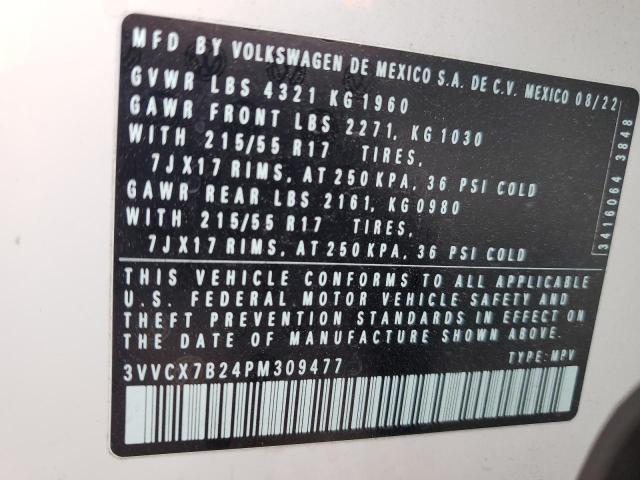 MFD BY VOLKSWAGEN DE MEXICO S.A. DE C.V. MEXICO 08/22
GVWR LBS 4321 KG 1960
GAWR FRONT LBS 2271, KG 1030
WITH 215/55 R17 TIRES,
7JX17 RIMS, AT 250 KPA, 36 PSI COLD
GAWR REAR LBS 2161, KG 0980
WITH 215/55 R17 TIRES,
7JX17 RIMS, AT 250 KPA, 36 PSI COLD
3416064 3848
THIS VEHICLE CONFORMS TO ALL APPLICABLE
U.S. FEDERAL MOTOR VEHICLE SAFETY AND
THEFT PREVENTION STANDARDS IN EFFECT ON
THE DATE OF MANUFACTURE SHOWN ABOVE.
3VVCX7B24PM309477 TYPE: MPV